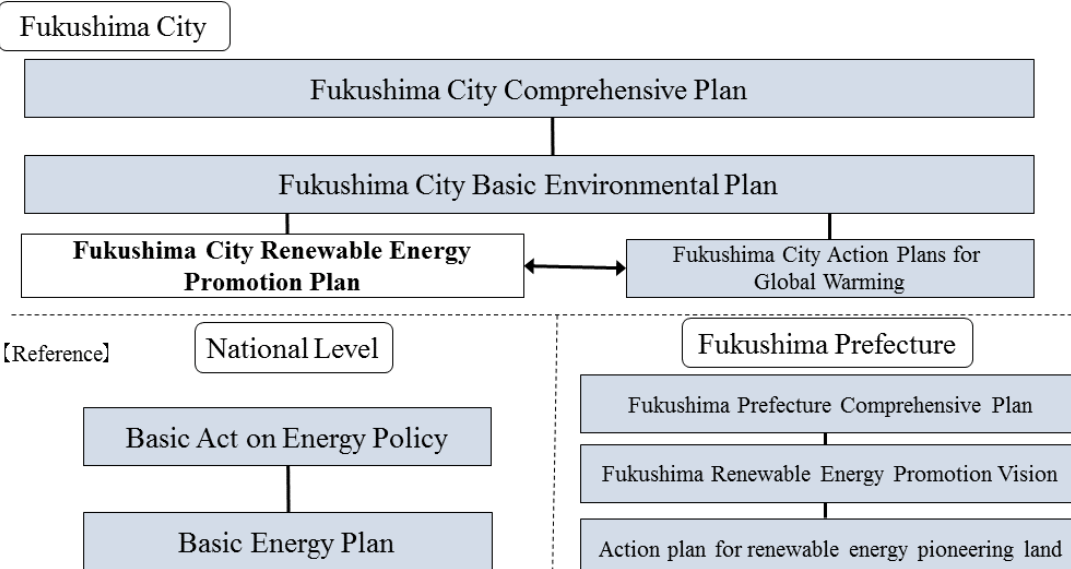 Fukushima City
Fukushima City Comprehensive Plan
Fukushima City Basic Environmental Plan
Fukushima City Renewable Energy
Promotion Plan
Fukushima City Action Plans for
Global Warming
【Reference】
National Level
Basic Act on Energy Policy
Basic Energy Plan
Fukushima Prefecture
Fukushima Prefecture Comprehensive Plan
Fukushima Renewable Energy Promotion Vision
Action plan for renewable energy pioneering land